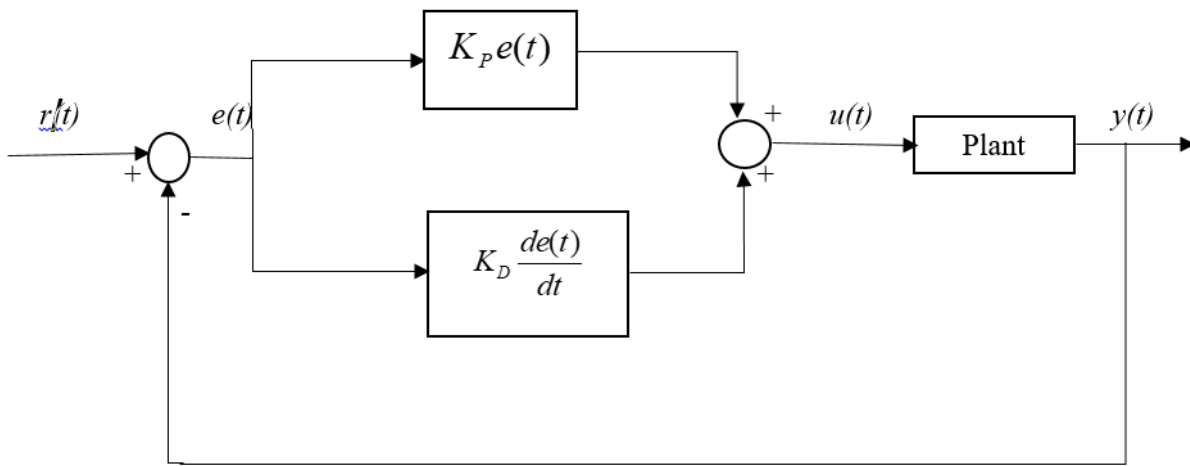 K_P e(t)
r(t)
e(t)
+
-
+
+
u(t)
Plant
y(t)
K_D de(t)/dt